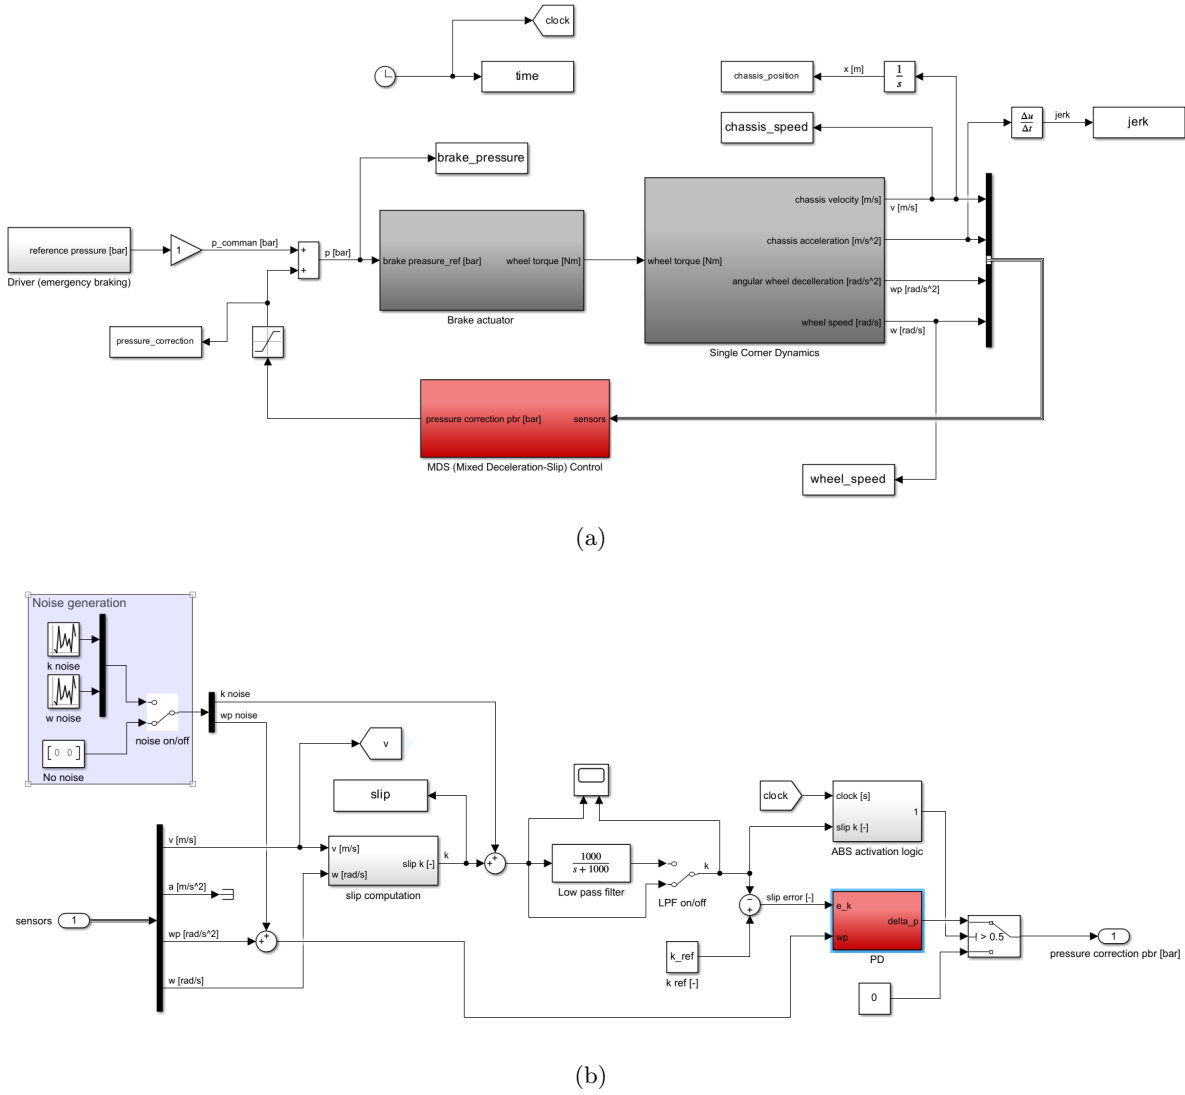 clock
time
chassis_position
x [m]
1
s
chassis_speed
Δu
Δt
jerk
jerk
brake_pressure
chassis velocity [m/s]
v [m/s]
chassis acceleration [m/s^2]
reference pressure [bar]
Driver (emergency braking)
1
p_comman [bar]
+
+
p [bar]
brake preasure_ref [bar]
wheel torque [Nm]
Brake actuator
wheel torque [Nm]
angular wheel decelleration [rad/s^2]
wp [rad/s^2]
wheel speed [rad/s]
w [rad/s]
Single Corner Dynamics
pressure_correction
pressure correction pbr [bar]
sensors
MDS (Mixed Deceleration-Slip) Control
wheel_speed
(a)
Noise generation
k noise
w noise
[ 0 0 ]
No noise
noise on/off
k noise
wp noise
v
slip
v [m/s]
a [m/s^2]
wp [rad/s^2]
w [rad/s]
sensors
1
+
+
v [m/s]
w [rad/s]
slip k [-]
slip computation
k
+
+
1000
s + 1000
Low pass filter
LPF on/off
k
clock
clock [s]
slip k [-]
1
ABS activation logic
−
+
slip error [-]
k_ref
k ref [-]
e_k
wp
delta_p
PD
0
> 0.5
1
pressure correction pbr [bar]
(b)